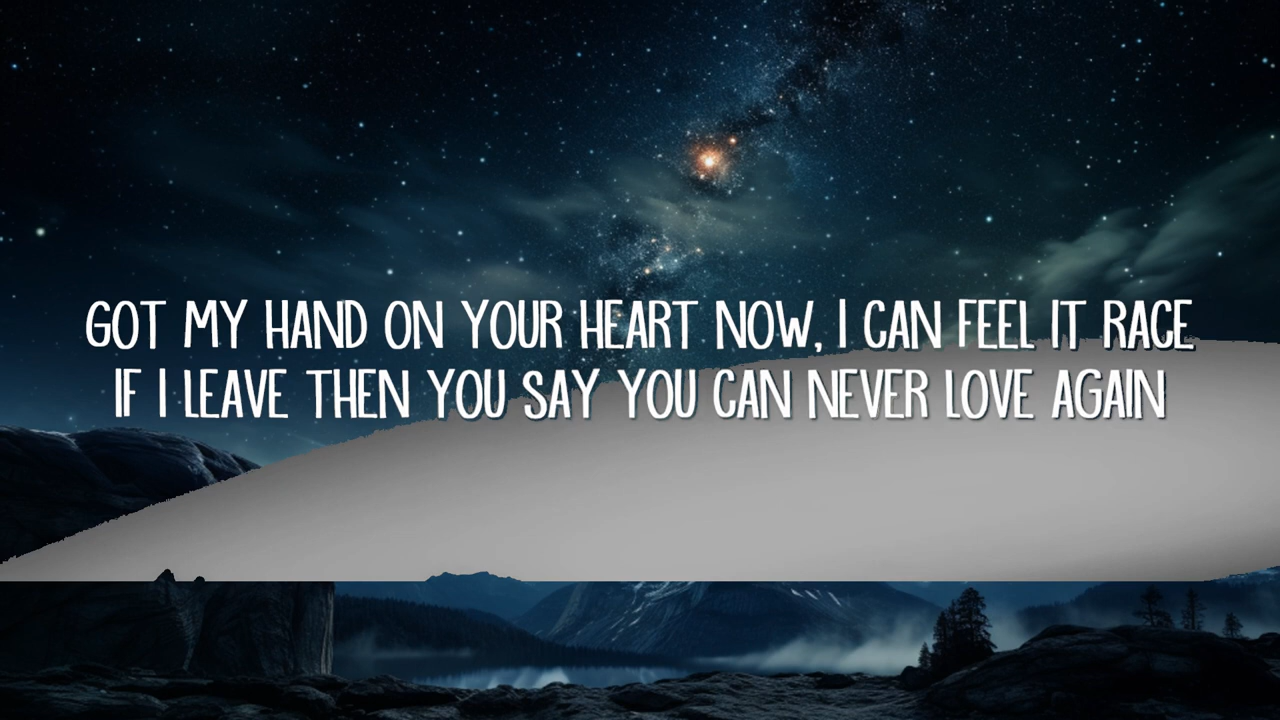 GOT MY HAND ON YOUR HEART NOW, I CAN FEEL IT RACE
IF I LEAVE THEN YOU SAY YOU CAN NEVER LOVE AGAIN